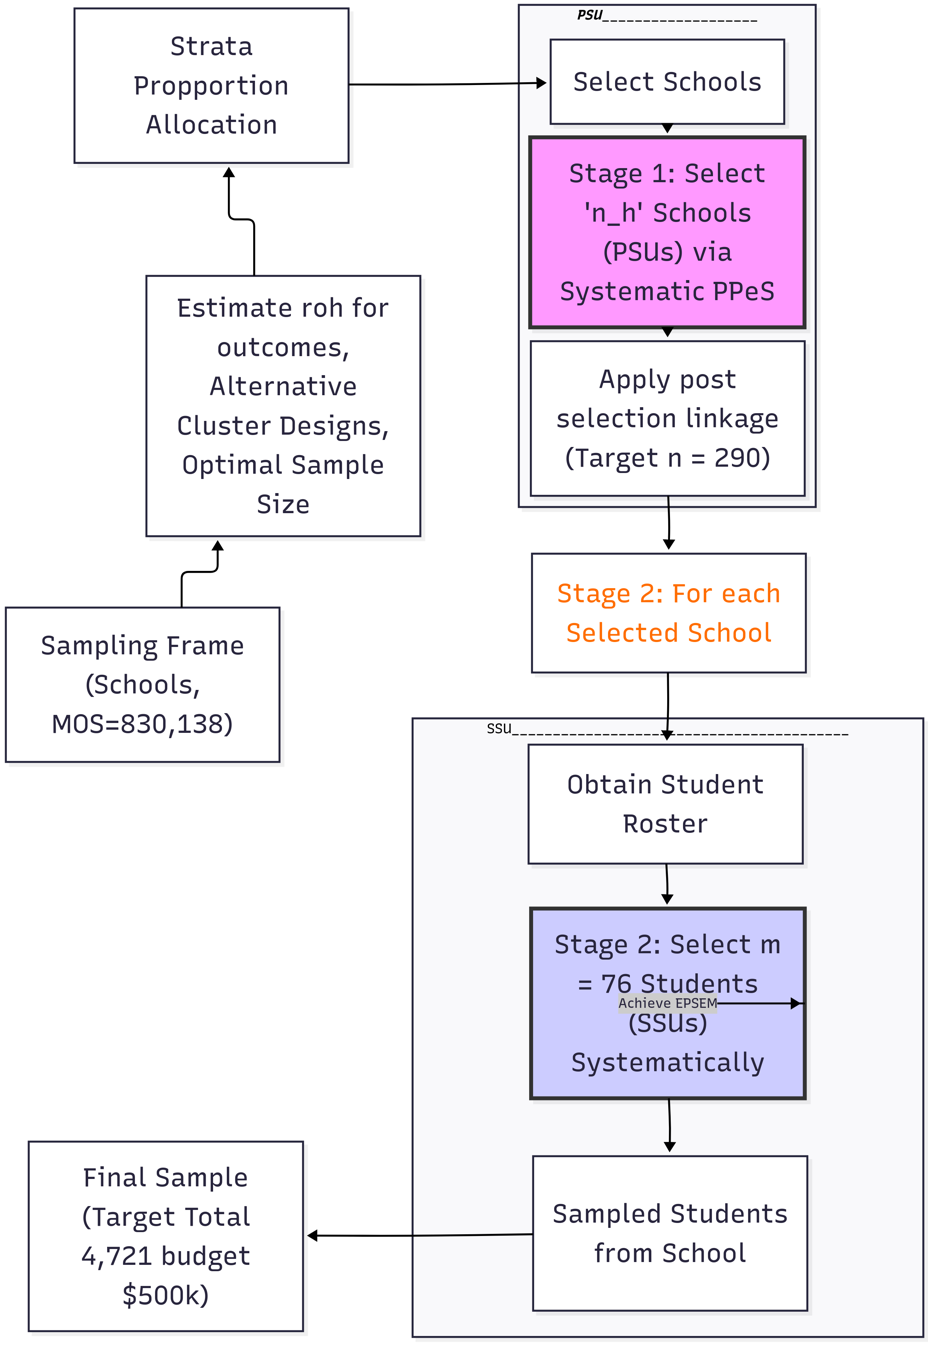 Strata
Propportion
Allocation
PSU___________________
Select Schools
Stage 1: Select
'n_h' Schools
(PSUs) via
Systematic PPeS
Estimate roh for
outcomes,
Alternative
Cluster Designs,
Optimal Sample
Size
Apply post
selection linkage
(Target n = 290)
Stage 2: For each
Selected School
Sampling Frame
(Schools,
MOS=830,138)
SSU_________________________________________
Obtain Student
Roster
Stage 2: Select m
= 76 Students
Achieve EPSEM
(SSUs)
Systematically
Sampled Students
from School
Final Sample
(Target Total
4,721 budget
$500k)